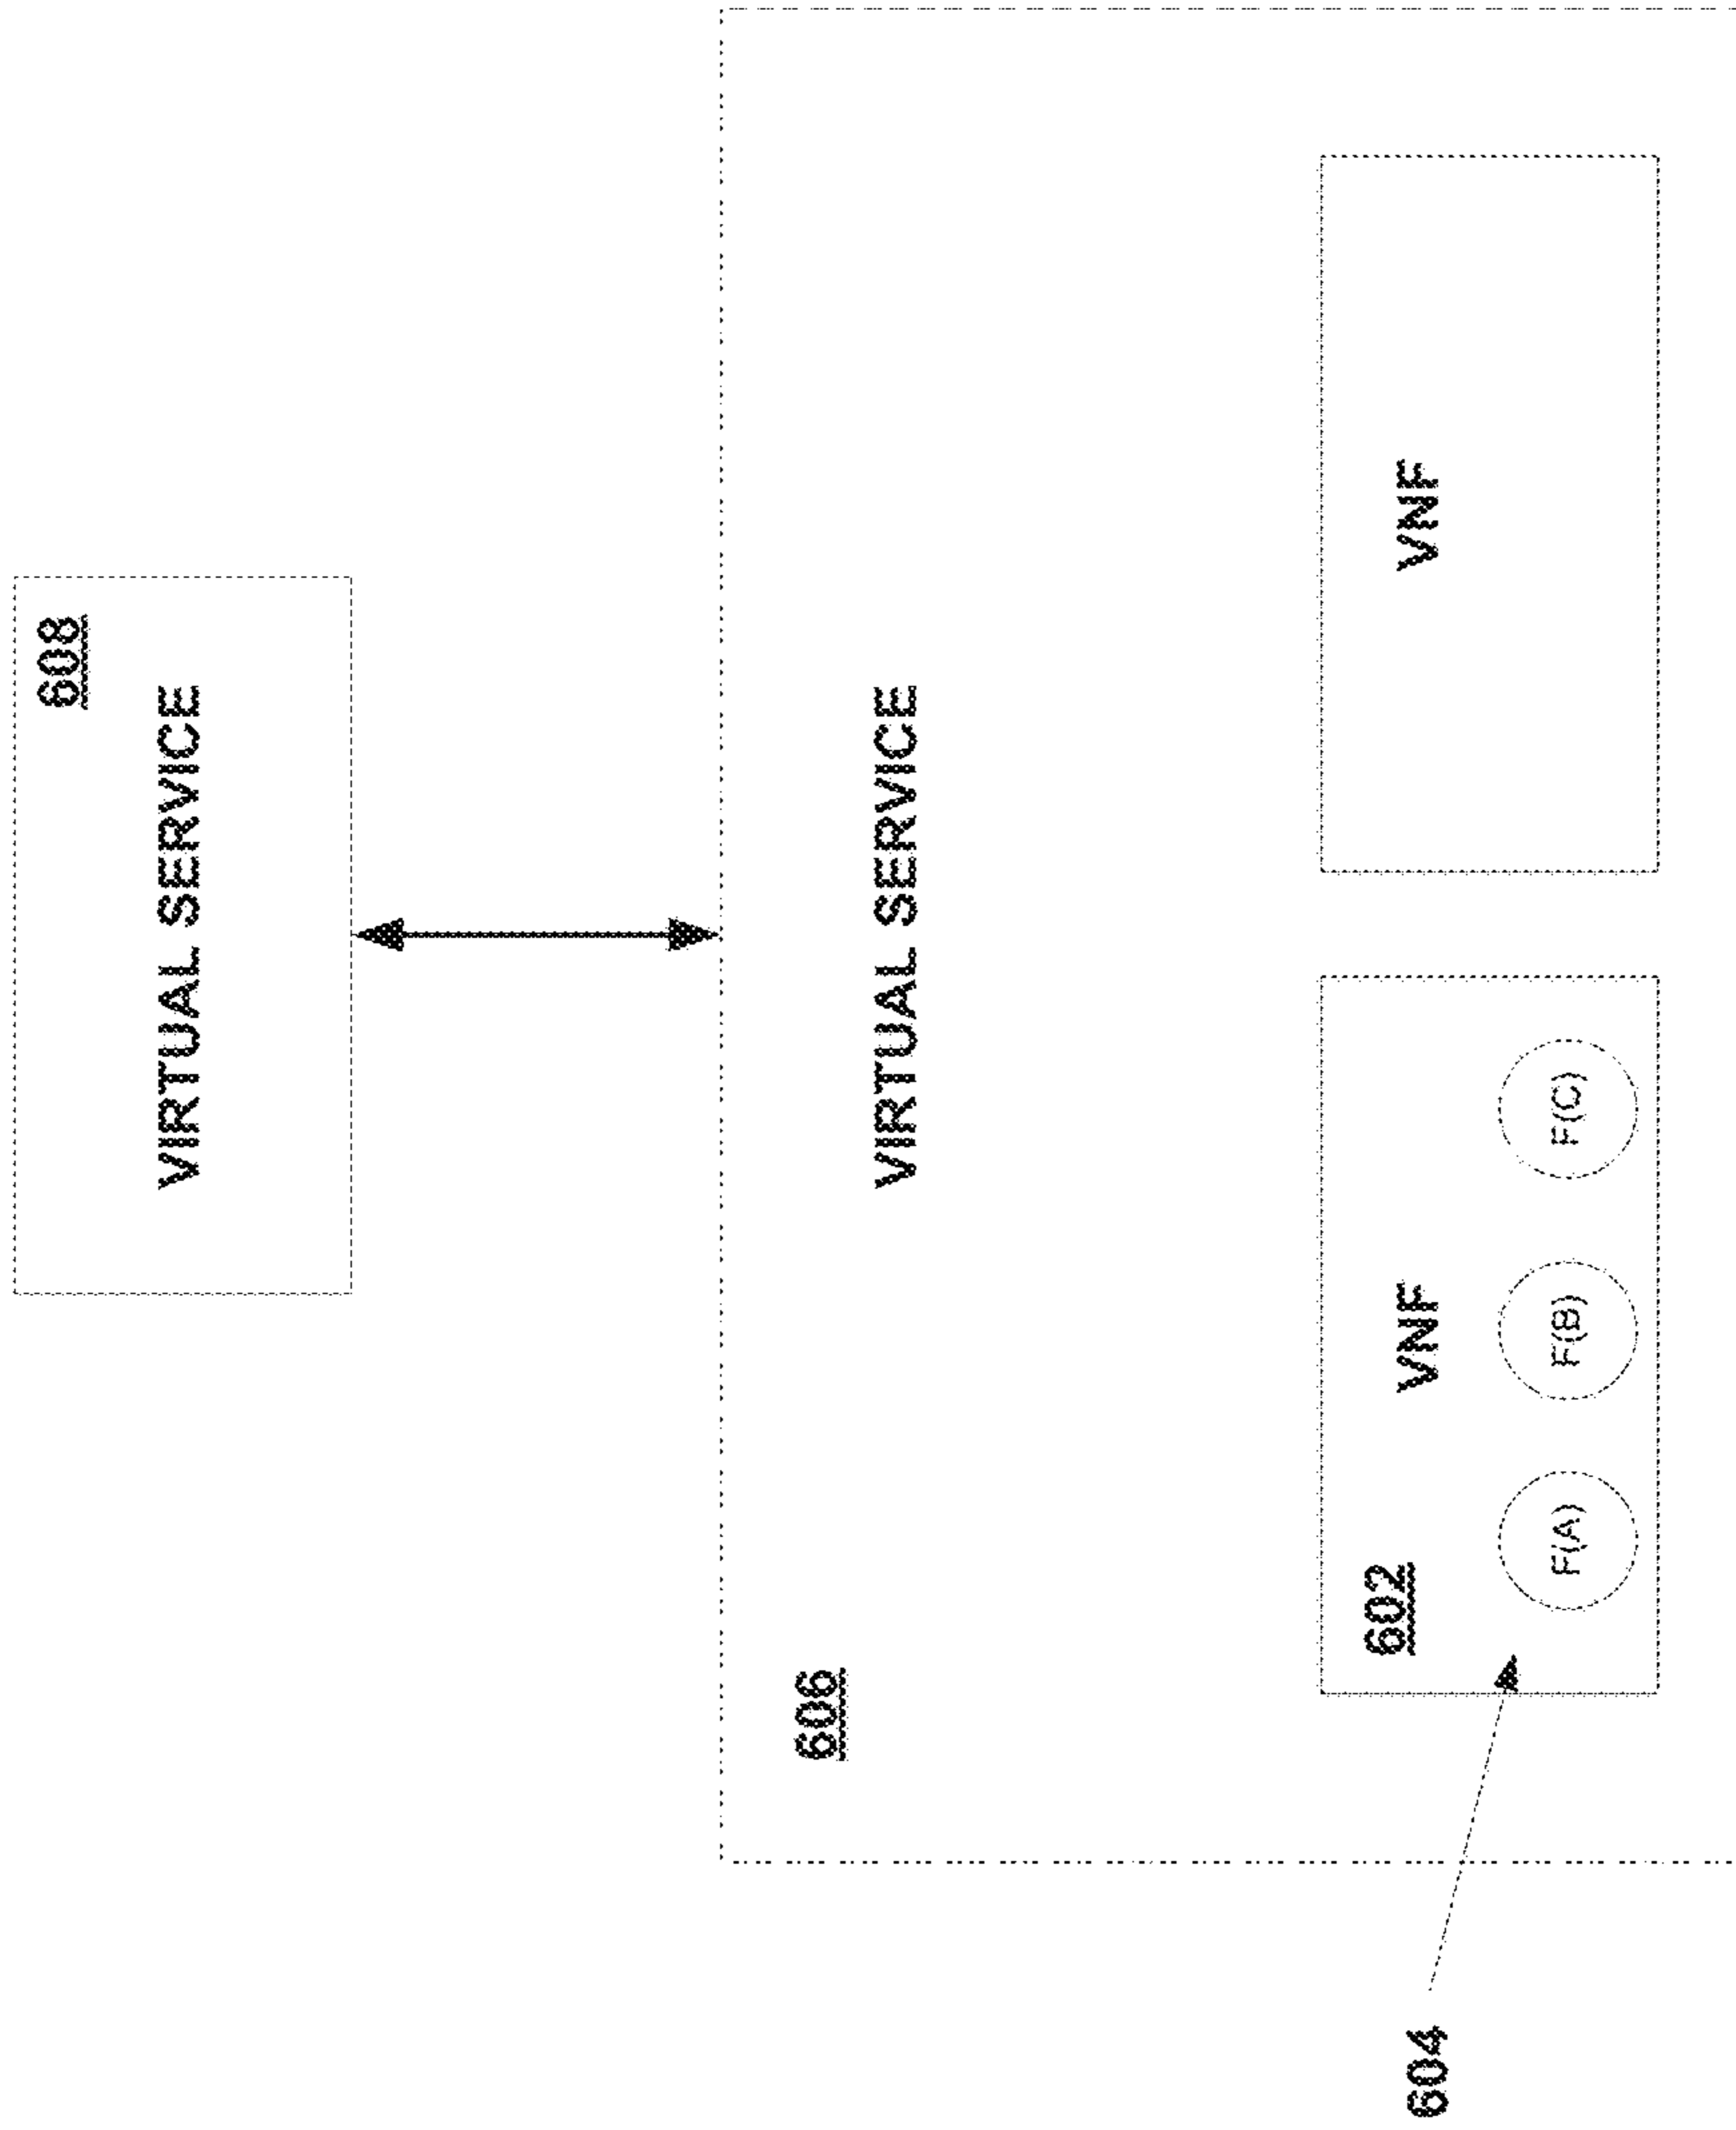 608
VIRTUAL SERVICE
606
VIRTUAL SERVICE
602
VNF
VNF
604
F(A)
F(B)
F(C)